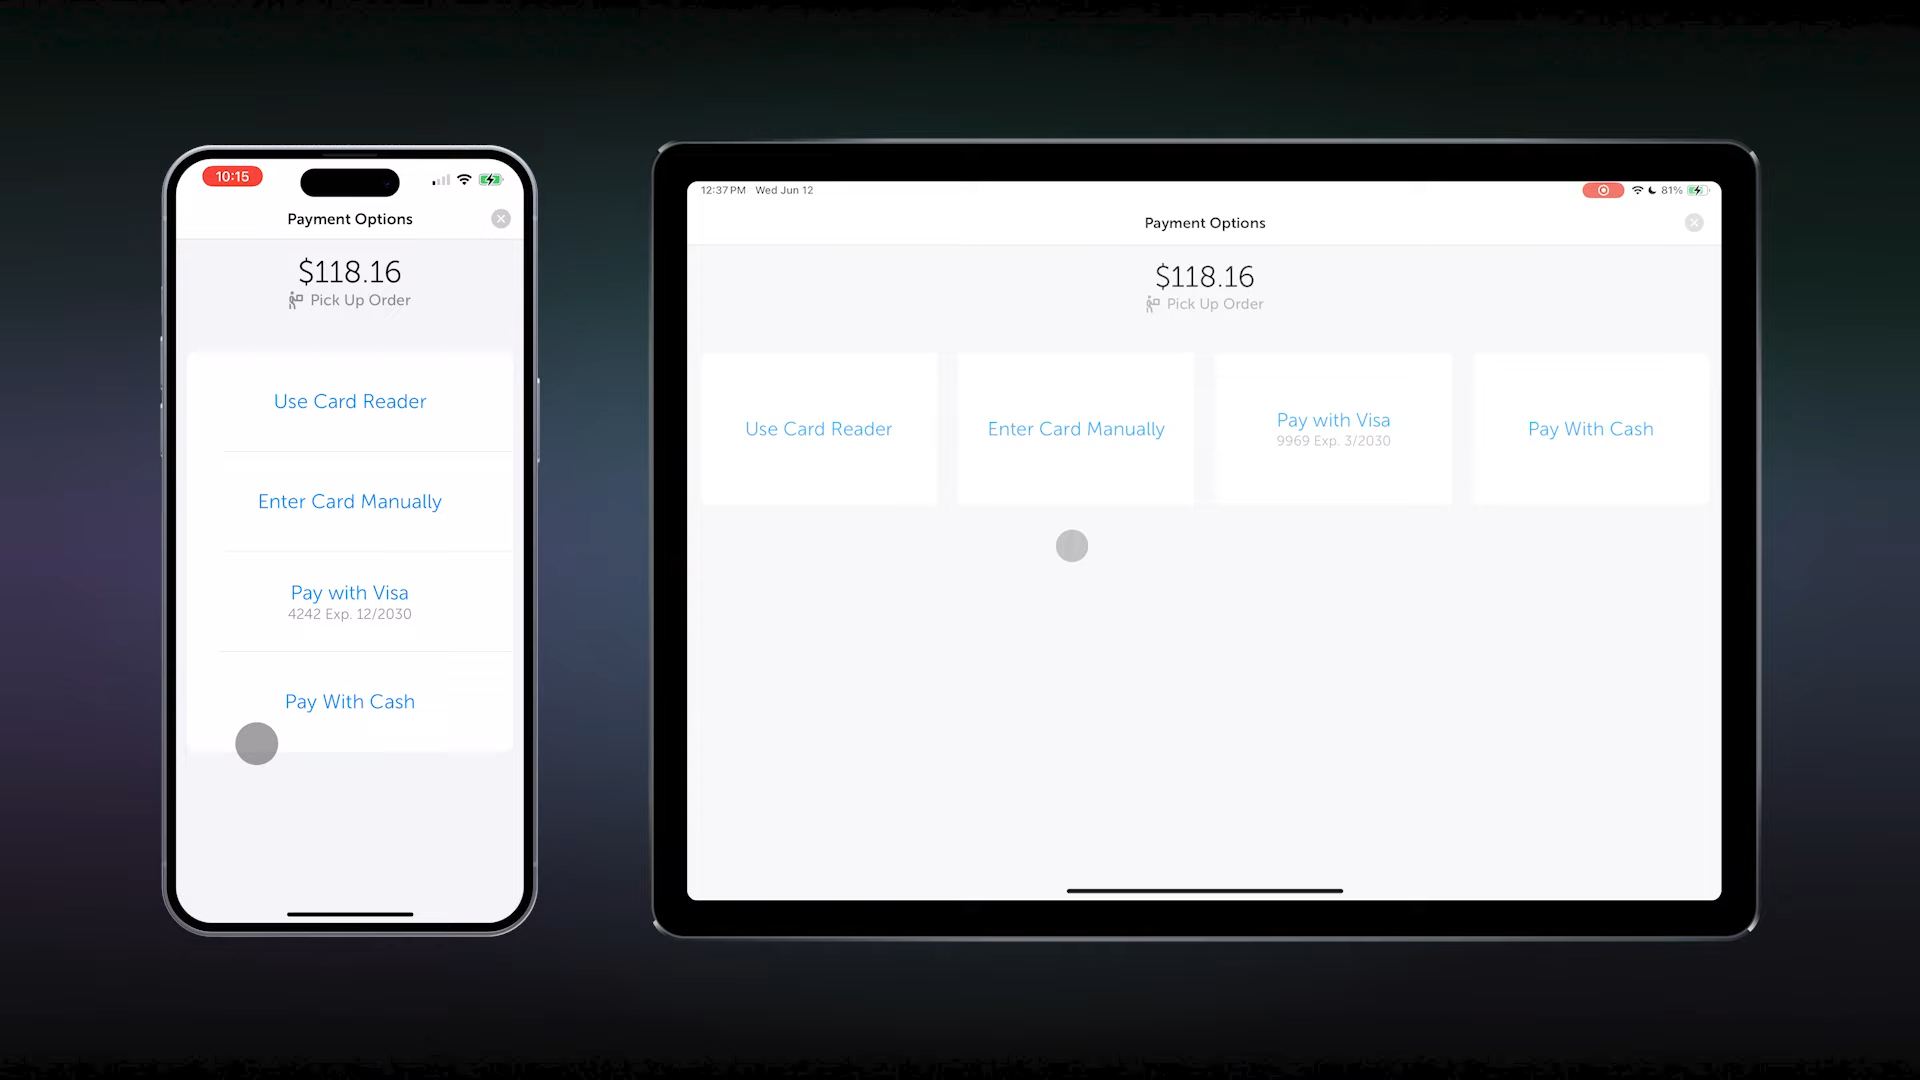 10:15
Payment Options
$118.16
Pick Up Order
Use Card Reader
Enter Card Manually
Pay with Visa
4242 Exp. 12/2030
Pay With Cash
12:37 PM Wed Jun 12
81%
Payment Options
$118.16
Pick Up Order
Use Card Reader
Enter Card Manually
Pay with Visa
9969 Exp. 3/2030
Pay With Cash